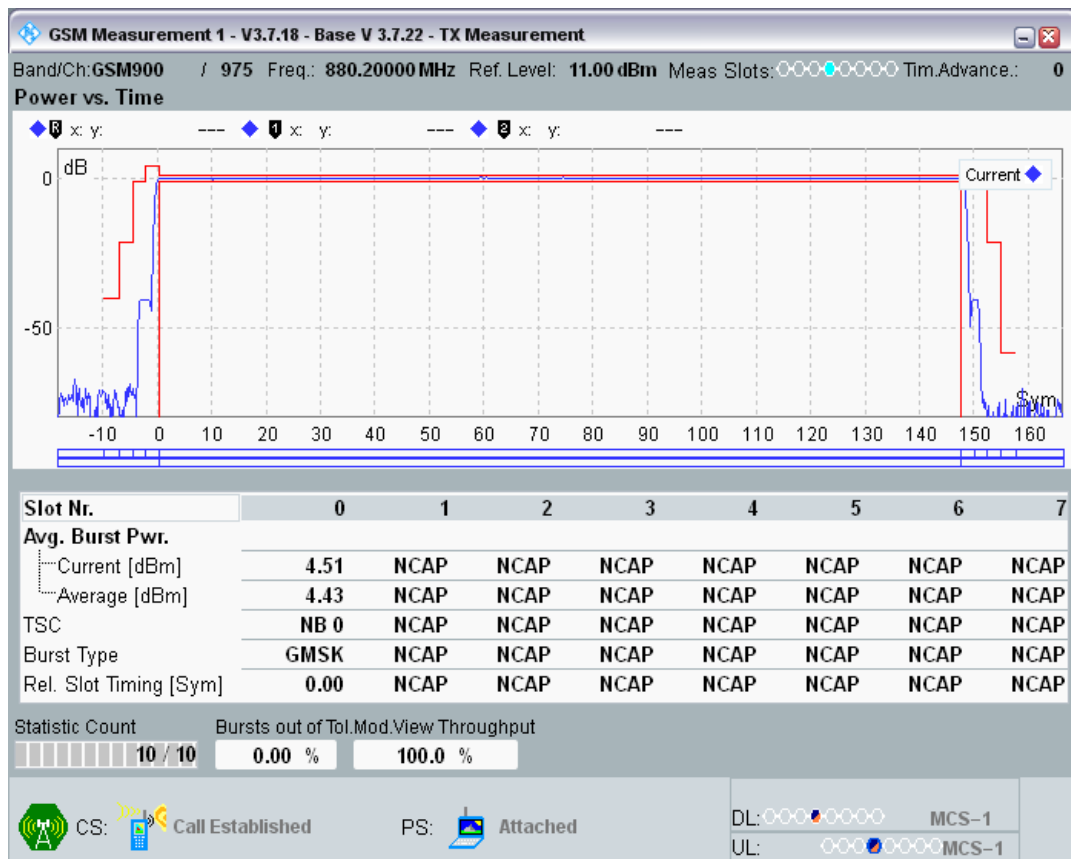 GSM Measurement 1 - V3.7.18 - Base V 3.7.22 - TX Measurement
Band/Ch:GSM900 / 975 Freq.: 880.20000 MHz Ref. Level: 11.00 dBm Meas Slots: Tim.Advance.: 0
Power vs. Time
R x: y: --- 1 x: y: --- 2 x: y: ---
dB
0
Current
-50
Sym
-10 0 10 20 30 40 50 60 70 80 90 100 110 120 130 140 150 160
Slot Nr. 0 1 2 3 4 5 6 7
Avg. Burst Pwr.
Current [dBm] 4.51 NCAP NCAP NCAP NCAP NCAP NCAP NCAP
Average [dBm] 4.43 NCAP NCAP NCAP NCAP NCAP NCAP NCAP
TSC NB 0 NCAP NCAP NCAP NCAP NCAP NCAP NCAP
Burst Type GMSK NCAP NCAP NCAP NCAP NCAP NCAP NCAP
Rel. Slot Timing [Sym] 0.00 NCAP NCAP NCAP NCAP NCAP NCAP NCAP
Statistic Count Bursts out of Tol. Mod.View Throughput
10 / 10 0.00 % 100.0 %
CS: Call Established PS: Attached
DL: MCS-1
UL: MCS-1